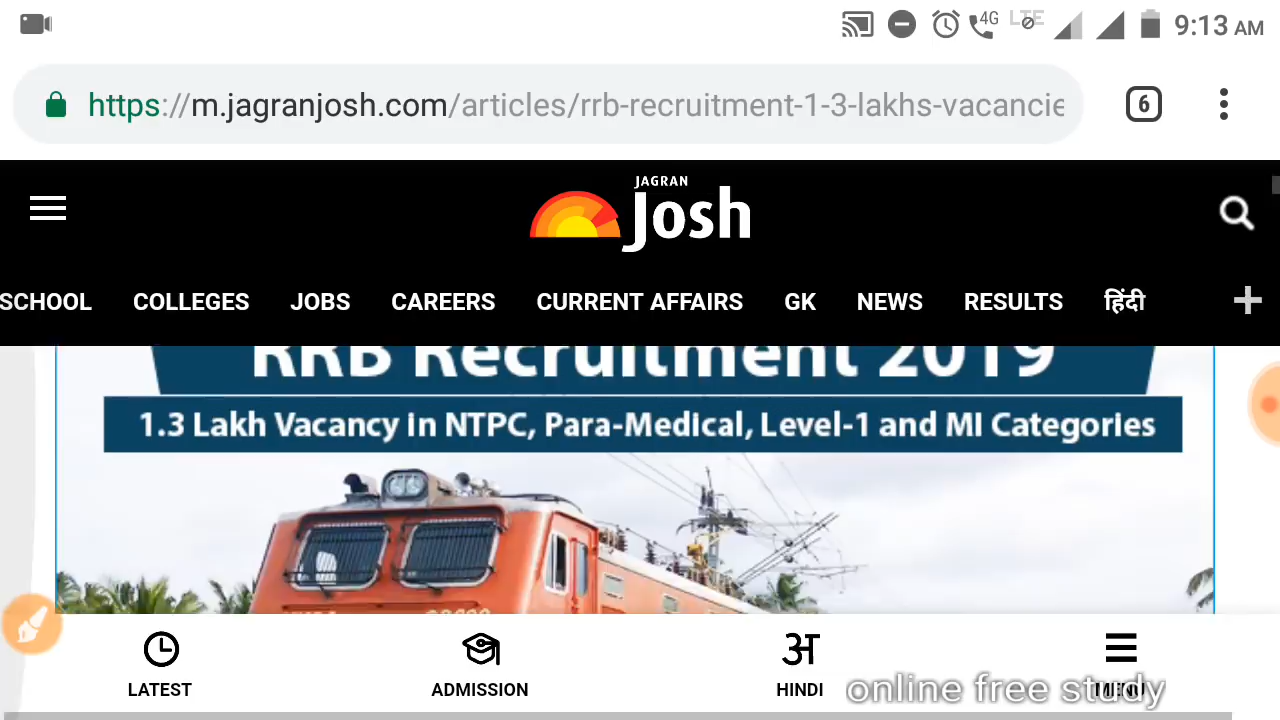 4G
LTE
9:13 AM
https://m.jagranjosh.com/articles/rrb-recruitment-1-3-lakhs-vacancie
6
JAGRAN
Josh
SCHOOL COLLEGES JOBS CAREERS CURRENT AFFAIRS GK NEWS RESULTS हिंदी
RRB Recruitment 2019
1.3 Lakh Vacancy in NTPC, Para-Medical, Level-1 and MI Categories
अ
LATEST ADMISSION HINDI MENU
online free study